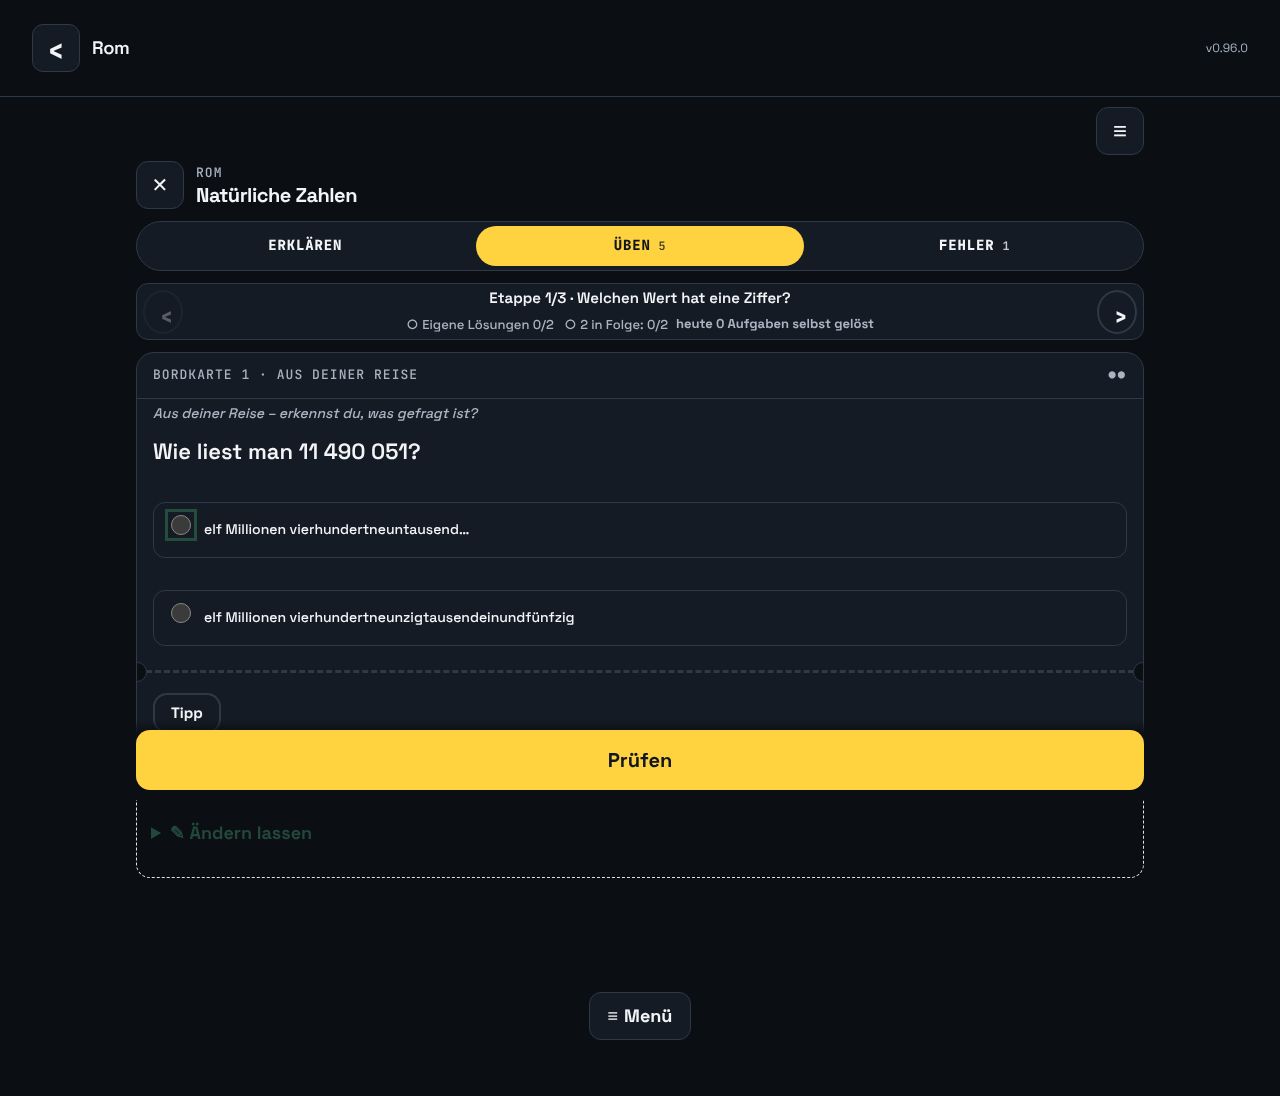 < Rom
v0.96.0
≡
✕
ROM
Natürliche Zahlen
ERKLÄREN
ÜBEN 5
FEHLER 1
<
Etappe 1/3 · Welchen Wert hat eine Ziffer?
○ Eigene Lösungen 0/2 ○ 2 in Folge: 0/2 heute 0 Aufgaben selbst gelöst
>
BORDKARTE 1 · AUS DEINER REISE
●●
Aus deiner Reise – erkennst du, was gefragt ist?
Wie liest man 11 490 051?
elf Millionen vierhundertneuntausend…
elf Millionen vierhundertneunzigtausendeinundfünfzig
Tipp
Prüfen
▶ ✎ Ändern lassen
≡ Menü